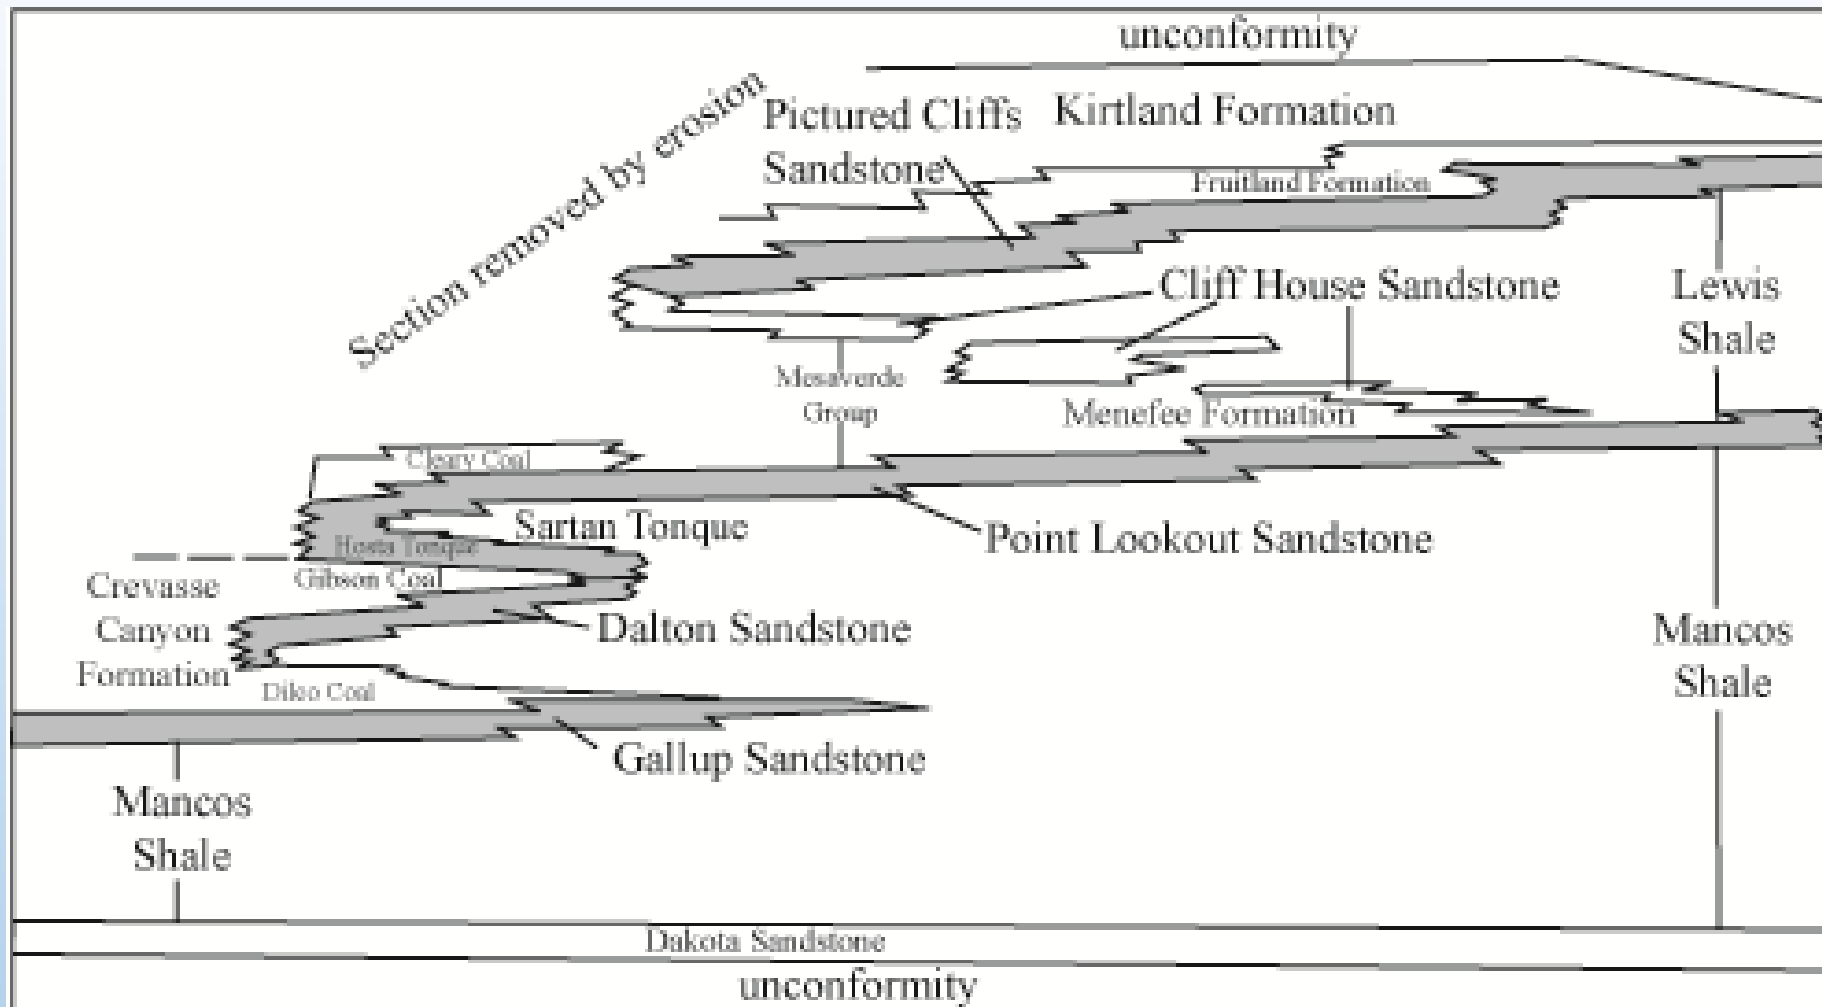 unconformity
Section removed by erosion
Pictured Cliffs
Sandstone
Kirtland Formation
Fruitland Formation
Cliff House Sandstone
Lewis
Shale
Mesaverde
Group
Menefee Formation
Cleary Coal
Sartan Tonque
Hosta Tonque
Point Lookout Sandstone
Gibson Coal
Crevasse
Canyon
Formation
Dalton Sandstone
Mancos
Shale
Dilco Coal
Gallup Sandstone
Mancos
Shale
Dakota Sandstone
unconformity